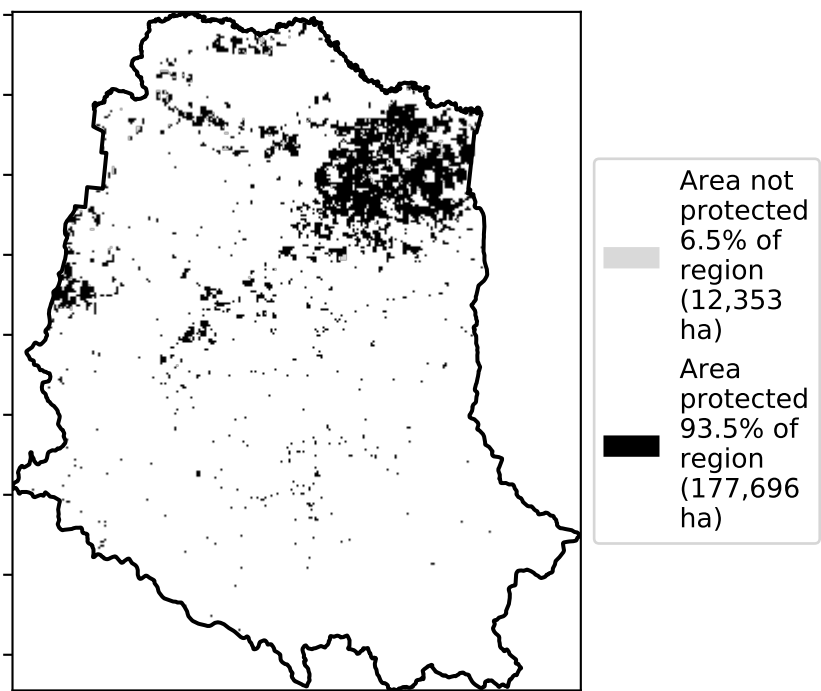 Area not
protected
6.5% of
region
(12,353
ha)
Area
protected
93.5% of
region
(177,696
ha)